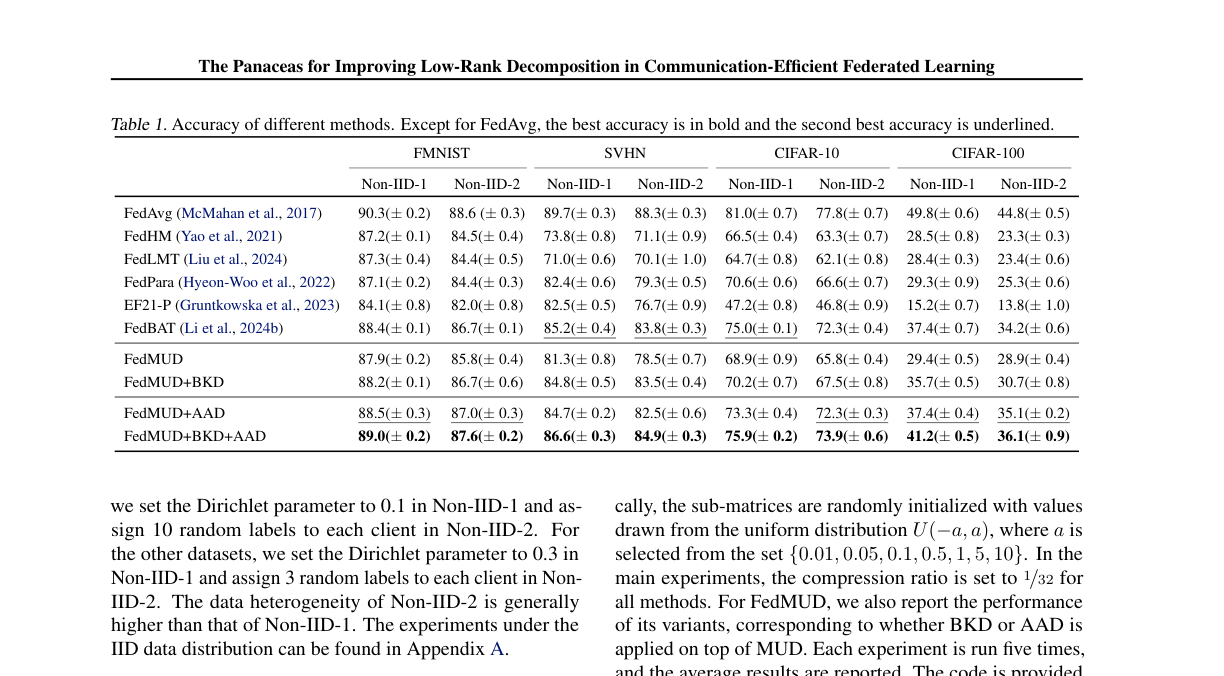 The Panaceas for Improving Low-Rank Decomposition in Communication-Efficient Federated Learning
Table 1. Accuracy of different methods. Except for FedAvg, the best accuracy is in bold and the second best accuracy is underlined.
FMNIST SVHN CIFAR-10 CIFAR-100
Non-IID-1 Non-IID-2 Non-IID-1 Non-IID-2 Non-IID-1 Non-IID-2 Non-IID-1 Non-IID-2
FedAvg (McMahan et al., 2017) 90.3(± 0.2) 88.6 (± 0.3) 89.7(± 0.3) 88.3(± 0.3) 81.0(± 0.7) 77.8(± 0.7) 49.8(± 0.6) 44.8(± 0.5)
FedHM (Yao et al., 2021) 87.2(± 0.1) 84.5(± 0.4) 73.8(± 0.8) 71.1(± 0.9) 66.5(± 0.4) 63.3(± 0.7) 28.5(± 0.8) 23.3(± 0.3)
FedLMT (Liu et al., 2024) 87.3(± 0.4) 84.4(± 0.5) 71.0(± 0.6) 70.1(± 1.0) 64.7(± 0.8) 62.1(± 0.8) 28.4(± 0.3) 23.4(± 0.6)
FedPara (Hyeon-Woo et al., 2022) 87.1(± 0.2) 84.4(± 0.3) 82.4(± 0.6) 79.3(± 0.5) 70.6(± 0.6) 66.6(± 0.7) 29.3(± 0.9) 25.3(± 0.6)
EF21-P (Gruntkowska et al., 2023) 84.1(± 0.8) 82.0(± 0.8) 82.5(± 0.5) 76.7(± 0.9) 47.2(± 0.8) 46.8(± 0.9) 15.2(± 0.7) 13.8(± 1.0)
FedBAT (Li et al., 2024b) 88.4(± 0.1) 86.7(± 0.1) 85.2(± 0.4) 83.8(± 0.3) 75.0(± 0.1) 72.3(± 0.4) 37.4(± 0.7) 34.2(± 0.6)
FedMUD 87.9(± 0.2) 85.8(± 0.4) 81.3(± 0.8) 78.5(± 0.7) 68.9(± 0.9) 65.8(± 0.4) 29.4(± 0.5) 28.9(± 0.4)
FedMUD+BKD 88.2(± 0.1) 86.7(± 0.6) 84.8(± 0.5) 83.5(± 0.4) 70.2(± 0.7) 67.5(± 0.8) 35.7(± 0.5) 30.7(± 0.8)
FedMUD+AAD 88.5(± 0.3) 87.0(± 0.3) 84.7(± 0.2) 82.5(± 0.6) 73.3(± 0.4) 72.3(± 0.3) 37.4(± 0.4) 35.1(± 0.2)
FedMUD+BKD+AAD 89.0(± 0.2) 87.6(± 0.2) 86.6(± 0.3) 84.9(± 0.3) 75.9(± 0.2) 73.9(± 0.6) 41.2(± 0.5) 36.1(± 0.9)
we set the Dirichlet parameter to 0.1 in Non-IID-1 and as-
sign 10 random labels to each client in Non-IID-2. For
the other datasets, we set the Dirichlet parameter to 0.3 in
Non-IID-1 and assign 3 random labels to each client in Non-
IID-2. The data heterogeneity of Non-IID-2 is generally
higher than that of Non-IID-1. The experiments under the
IID data distribution can be found in Appendix A.
cally, the sub-matrices are randomly initialized with values
drawn from the uniform distribution U(−a, a), where a is
selected from the set {0.01, 0.05, 0.1, 0.5, 1, 5, 10}. In the
main experiments, the compression ratio is set to 1/32 for
all methods. For FedMUD, we also report the performance
of its variants, corresponding to whether BKD or AAD is
applied on top of MUD. Each experiment is run five times,
and the average results are reported. The code is provided